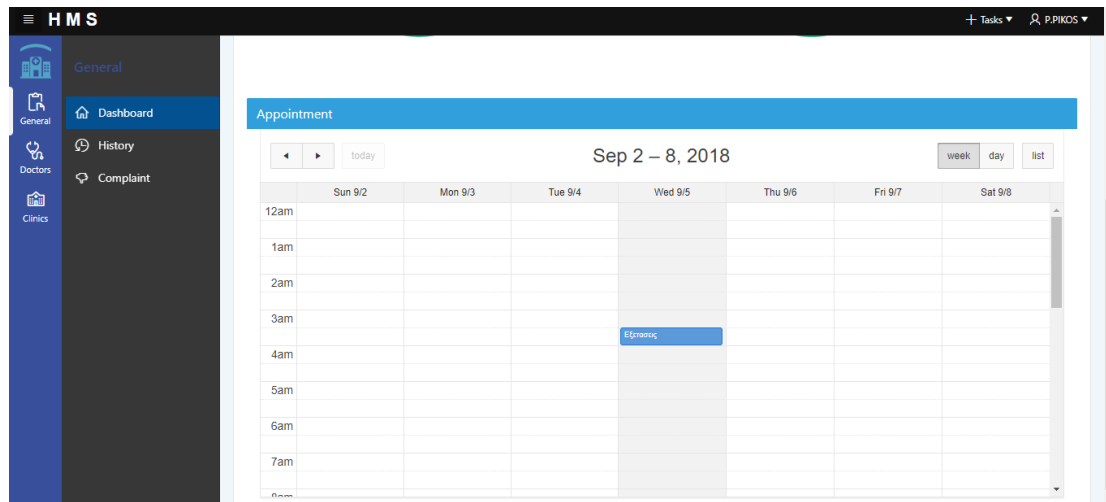 HMS
Tasks
P.PIKOS
General
General
Dashboard
History
Complaint
Doctors
Clinics
Appointment
today
Sep 2 – 8, 2018
week
day
list
Sun 9/2
Mon 9/3
Tue 9/4
Wed 9/5
Thu 9/6
Fri 9/7
Sat 9/8
12am
1am
2am
3am
Εξετασεις
4am
5am
6am
7am
8am